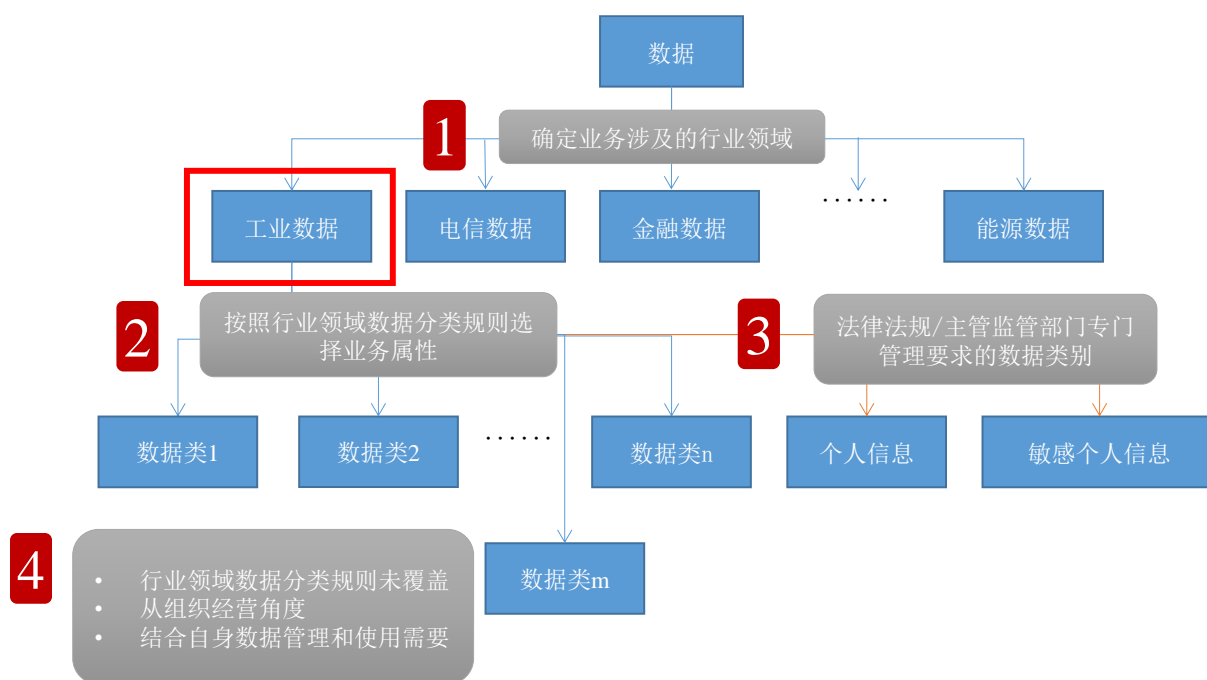 数据
1
确定业务涉及的行业领域
工业数据
电信数据
金融数据
……
能源数据
2
按照行业领域数据分类规则选
择业务属性
3
法律法规/主管监管部门专门
管理要求的数据类别
数据类1
数据类2
……
数据类n
个人信息
敏感个人信息
4
• 行业领域数据分类规则未覆盖
• 从组织经营角度
• 结合自身数据管理和使用需要
数据类m